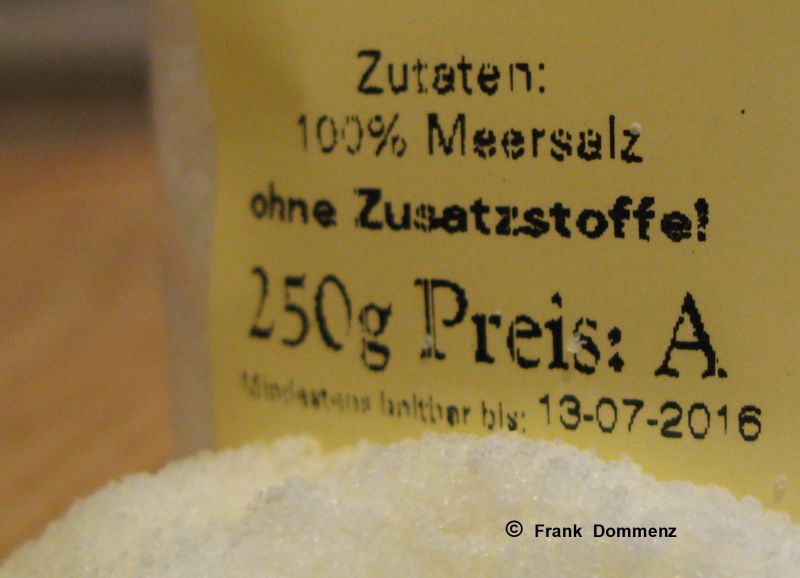 Zutaten:
100% Meersalz
ohne Zusatzstoffe!
250g Preis: A
Mindestens haltbar bis: 13-07-2016
© Frank Dommenz